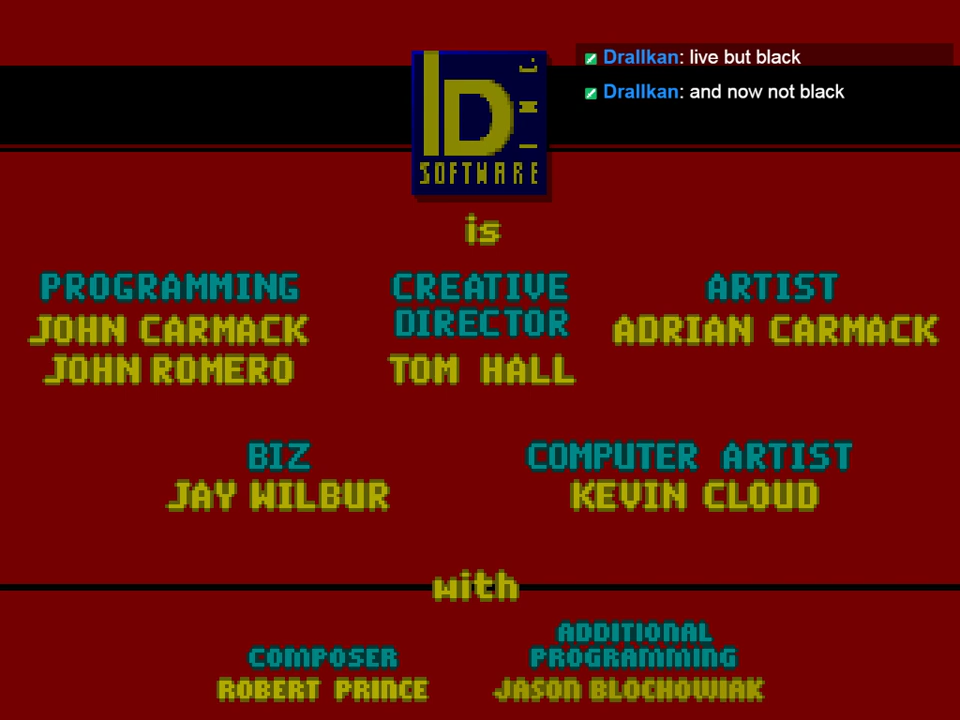 Drallkan: live but black
Drallkan: and now not black
ID INC.
SOFTWARE
is
PROGRAMMING
JOHN CARMACK
JOHN ROMERO
CREATIVE
DIRECTOR
TOM HALL
ARTIST
ADRIAN CARMACK
BIZ
JAY WILBUR
COMPUTER ARTIST
KEVIN CLOUD
with
COMPOSER
ROBERT PRINCE
ADDITIONAL
PROGRAMMING
JASON BLOCHOWIAK